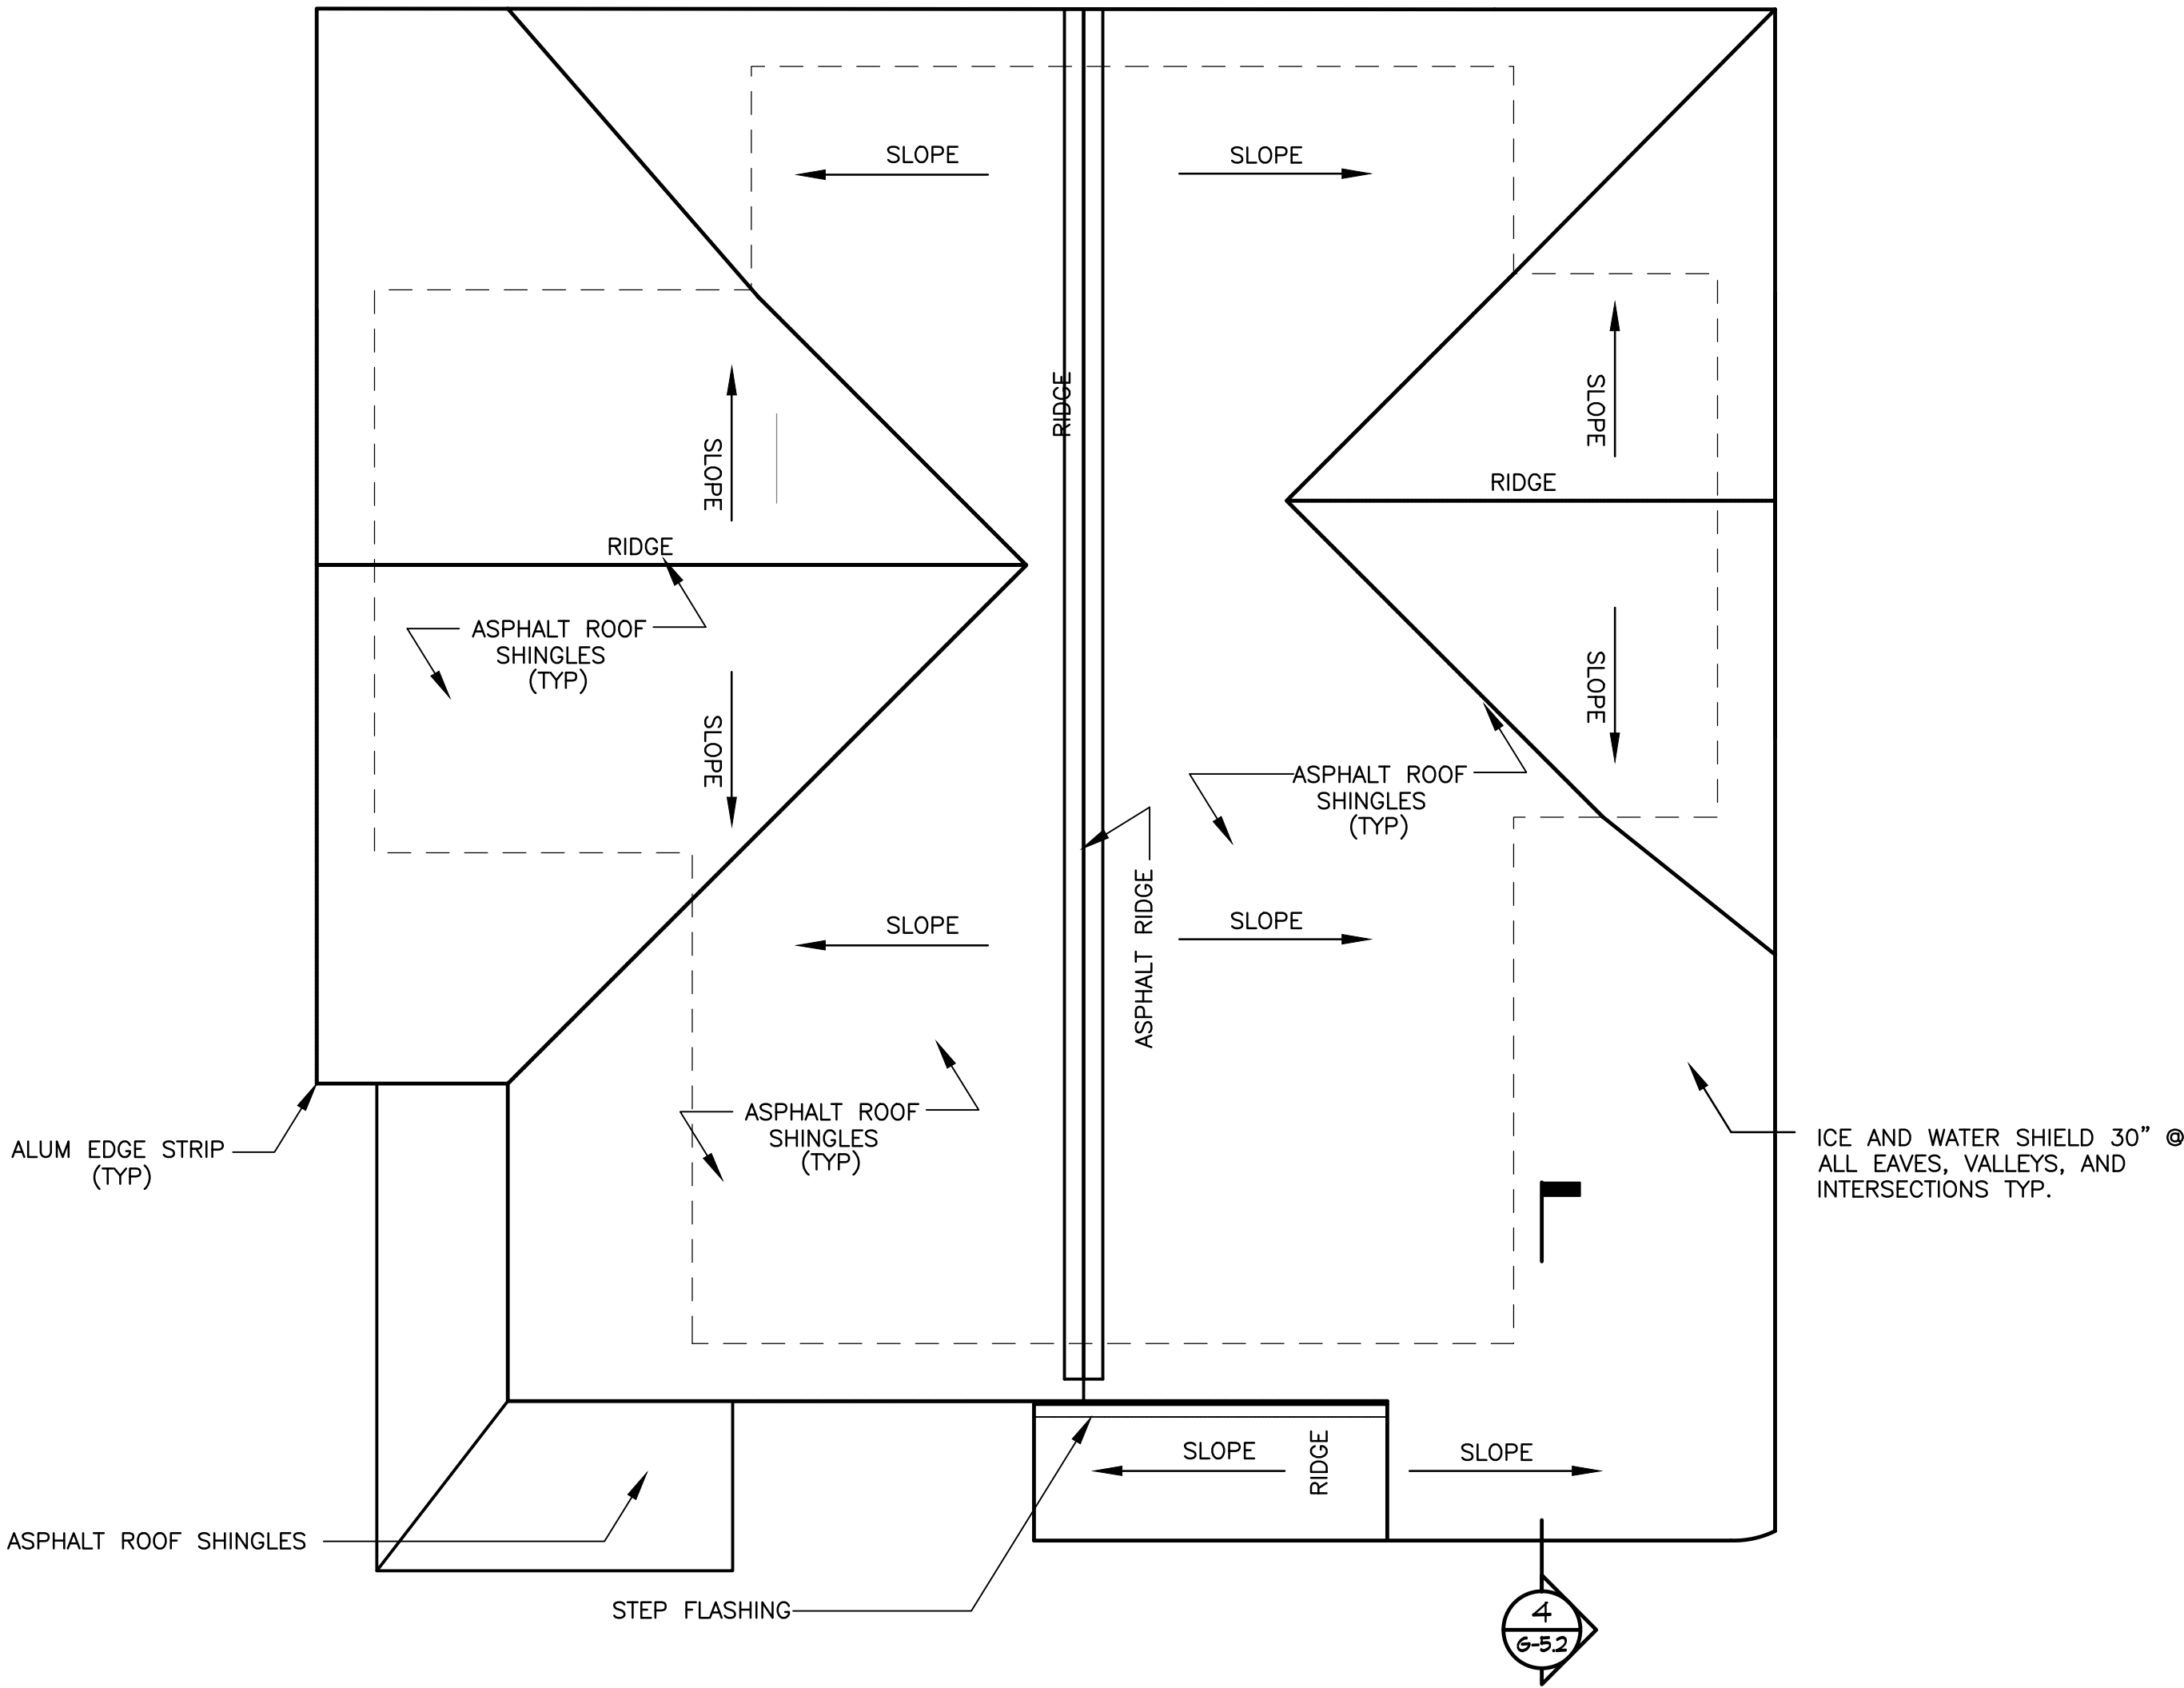 SLOPE
SLOPE
RIDGE
SLOPE
SLOPE
RIDGE
RIDGE
ASPHALT ROOF
SHINGLES
(TYP)
SLOPE
SLOPE
ASPHALT ROOF
SHINGLES
(TYP)
ASPHALT RIDGE
SLOPE
SLOPE
ASPHALT ROOF
SHINGLES
(TYP)
ALUM EDGE STRIP
(TYP)
ICE AND WATER SHIELD 30” @
ALL EAVES, VALLEYS, AND
INTERSECTIONS TYP.
SLOPE
RIDGE
SLOPE
ASPHALT ROOF SHINGLES
STEP FLASHING
4
G-5.2